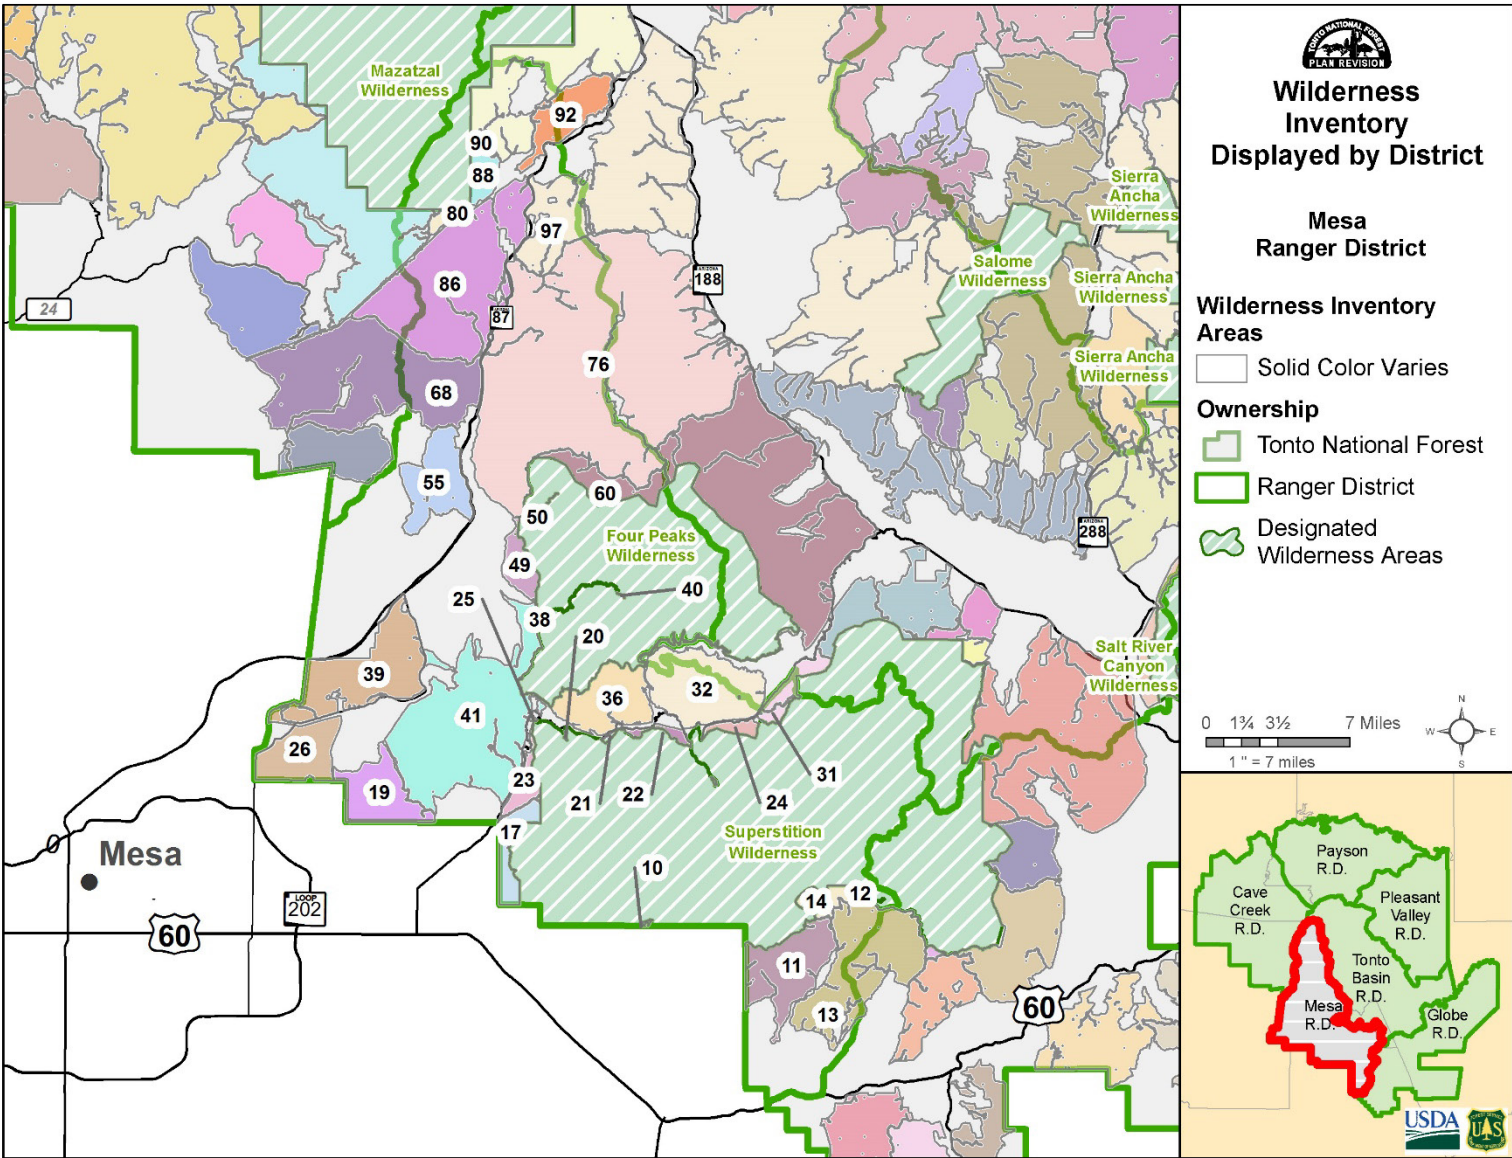 Mazatzal
Wilderness
92
90
88
80
97
86
24
ARIZONA
87
ARIZONA
188
76
68
55
60
50
Four Peaks
Wilderness
49
25
40
38
20
39
36
32
41
26
19
23
21
22
24
31
17
Superstition
Wilderness
10
14
12
11
13
Sierra
Ancha
Wilderness
Salome
Wilderness
Sierra Ancha
Wilderness
Sierra Ancha
Wilderness
ARIZONA
288
Salt River
Canyon
Wilderness
Mesa
LOOP
202
60
60
TONTO NATIONAL FOREST
PLAN REVISION
Wilderness
Inventory
Displayed by District
Mesa
Ranger District
Wilderness Inventory
Areas
Solid Color Varies
Ownership
Tonto National Forest
Ranger District
Designated
Wilderness Areas
N
W E
S
0 1¾ 3½ 7 Miles
1 " = 7 miles
Payson
R.D.
Cave
Creek
R.D.
Pleasant
Valley
R.D.
Tonto
Basin
R.D.
Mesa
R.D.
Globe
R.D.
USDA
U S